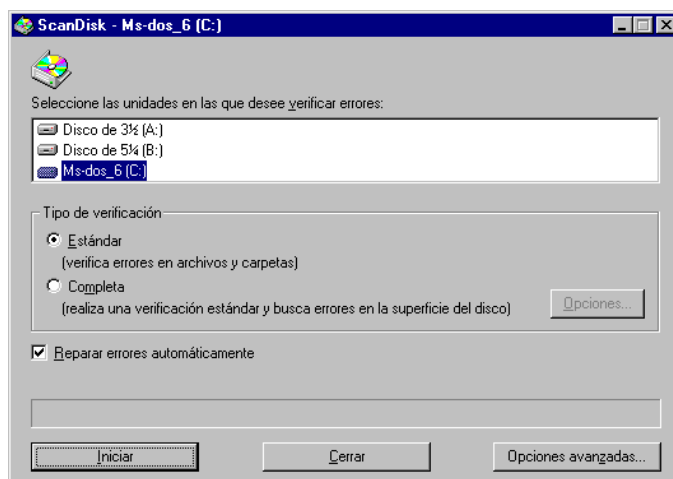 ScanDisk - Ms-dos_6 (C:)
Seleccione las unidades en las que desee verificar errores:
Disco de 3½ (A:)
Disco de 5¼ (B:)
Ms-dos_6 (C:)
Tipo de verificación
Estándar
(verifica errores en archivos y carpetas)
Completa
(realiza una verificación estándar y busca errores en la superficie del disco)
Opciones...
Reparar errores automáticamente
Iniciar
Cerrar
Opciones avanzadas...